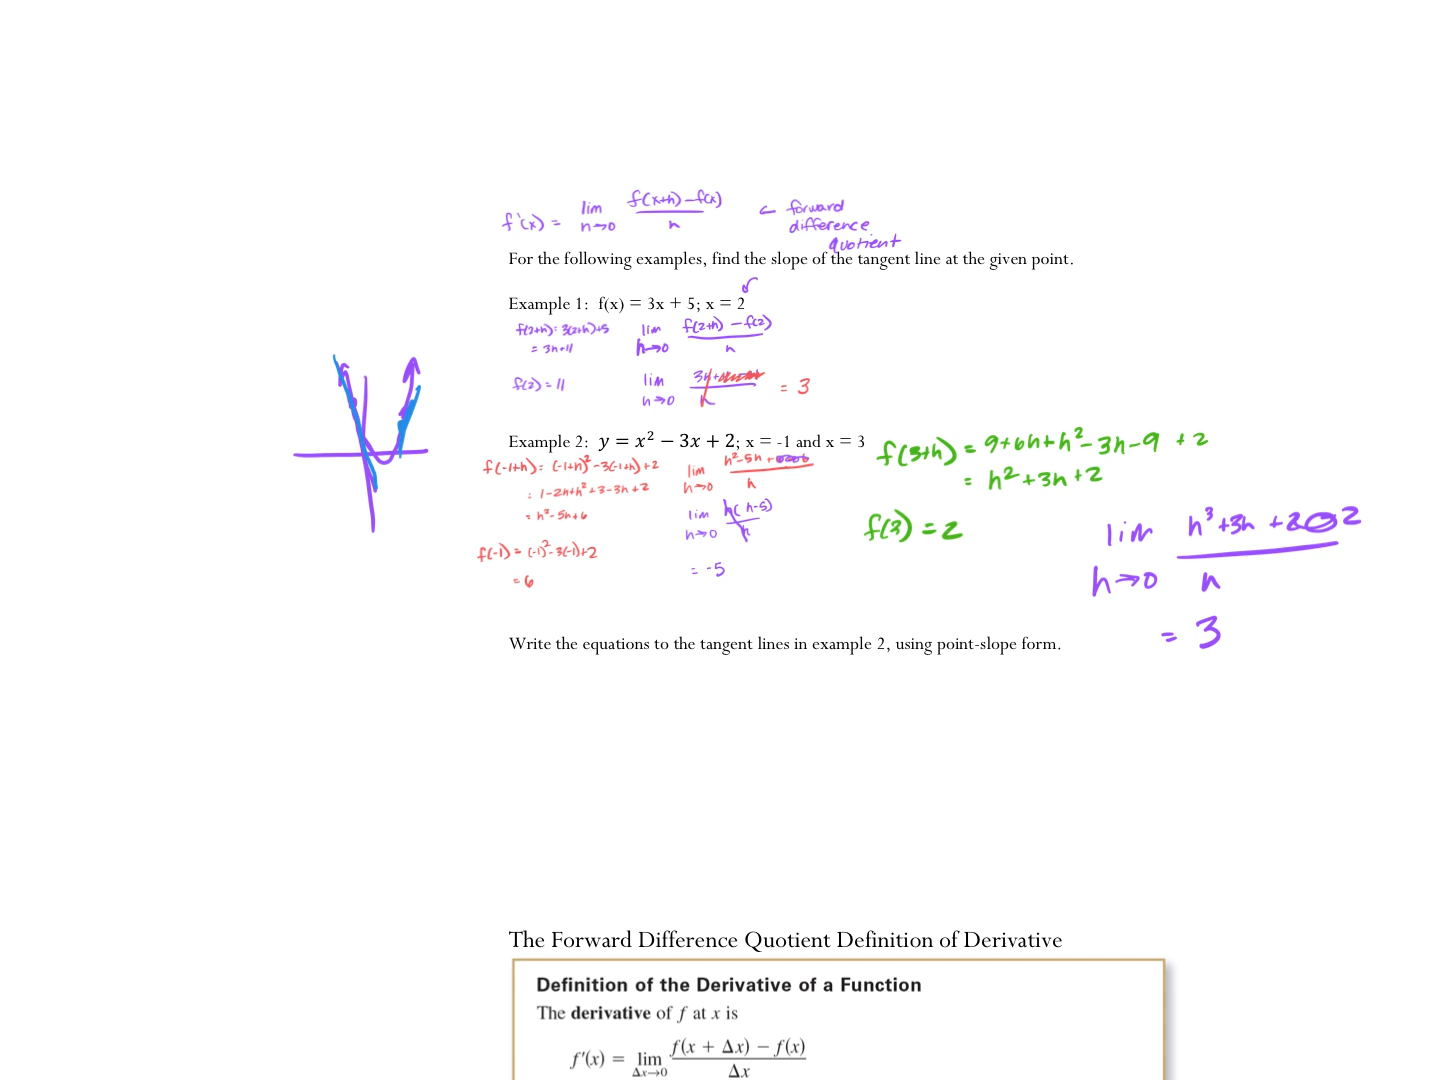 f'(x) = lim h→0 f(x+h) – f(x) / h ← forward
difference
quotient
For the following examples, find the slope of the tangent line at the given point.
Example 1: f(x) = 3x + 5; x = 2
f(2+h) = 3(2+h)+5 lim h→0 f(2+h) – f(2) / h
= 3h+11
f(2) = 11 lim h→0 3h + / h = 3
Example 2: y = x² − 3x + 2; x = -1 and x = 3
f(-1+h) = (-1+h)² - 3(-1+h) + 2 lim h→0 h² - 5h + / h
= 1 - 2h + h² + 3 - 3h + 2
= h² - 5h + 6 lim h→0 h(h-5) / h
f(-1) = (-1)² - 3(-1) + 2
= 6 = -5
f(3+h) = 9 + 6h + h² - 3h - 9 + 2
= h² + 3h + 2
f(3) = 2 lim h→0 h³ + 3h + 2 - 2 / h
= 3
Write the equations to the tangent lines in example 2, using point-slope form.
The Forward Difference Quotient Definition of Derivative
Definition of the Derivative of a Function
The derivative of f at x is
f'(x) = lim Δx→0 f(x + Δx) − f(x) / Δx